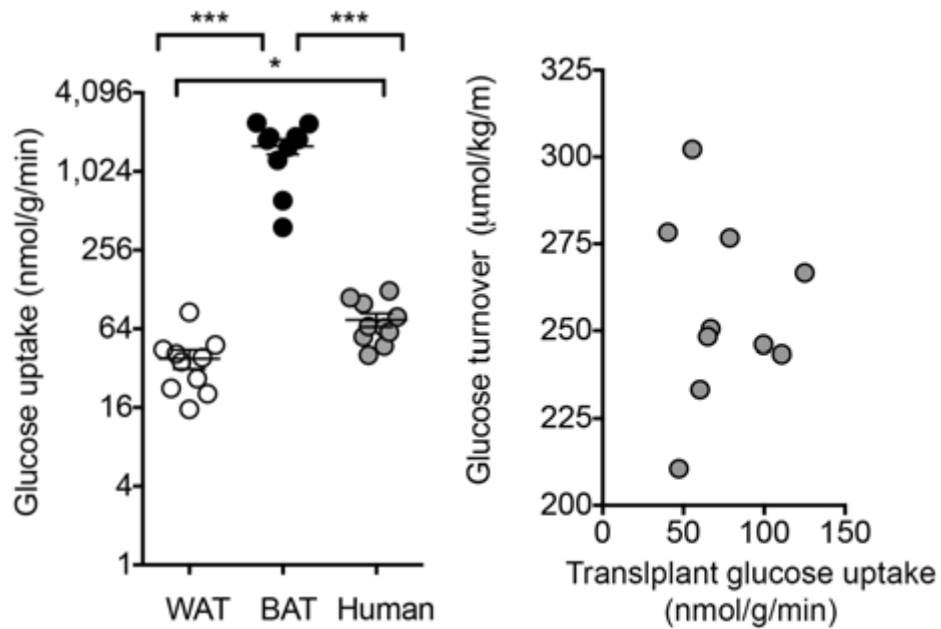 *** ***
*
Glucose uptake (nmol/g/min)
4,096
1,024
256
64
16
4
1
WAT BAT Human
Glucose turnover (μmol/kg/m)
325
300
275
250
225
200
0 50 100 150
Translplant glucose uptake
(nmol/g/min)